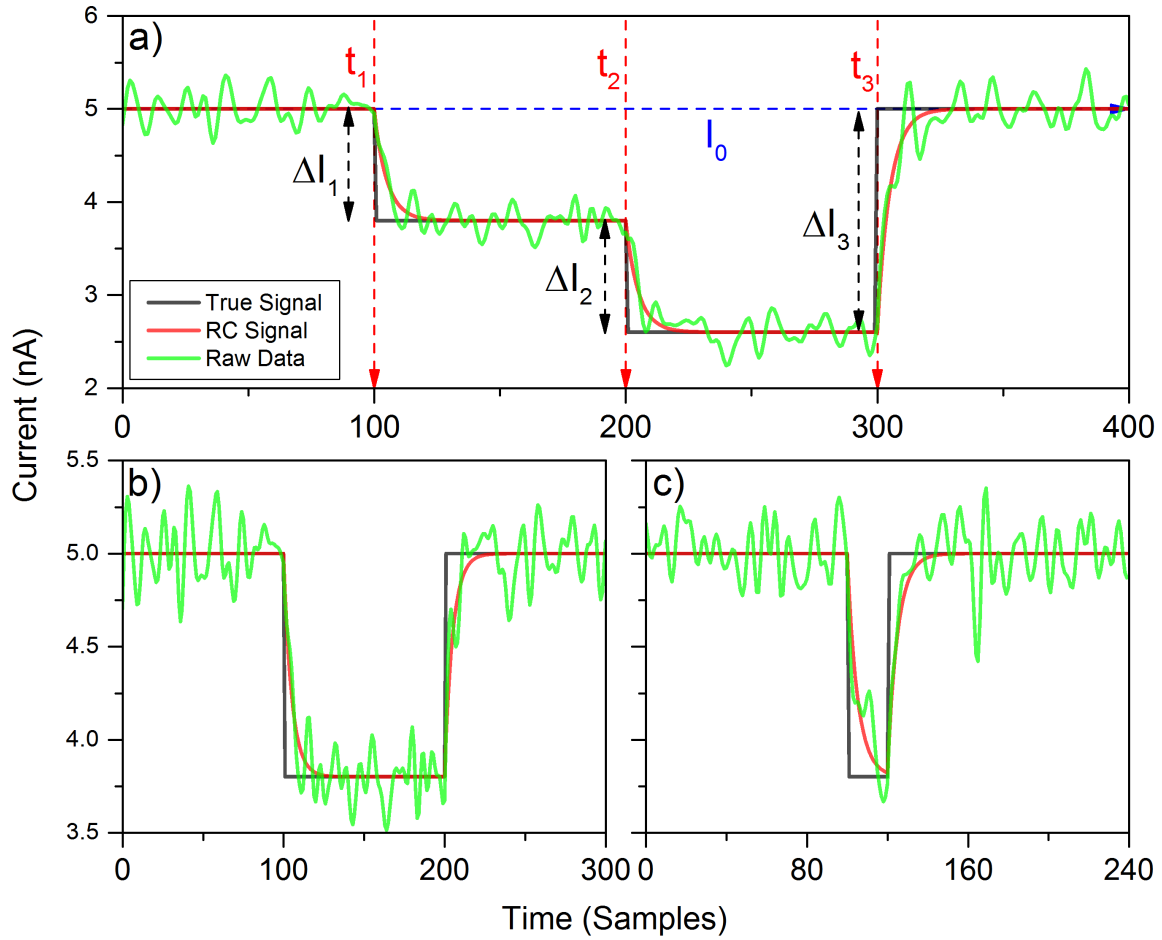 a)
6
5
4
3
2
t₁
t₂
t₃
I₀
ΔI₁
ΔI₂
ΔI₃
True Signal
RC Signal
Raw Data
0 100 200 300 400
Current (nA)
b)
5.5
5.0
4.5
4.0
3.5
0 100 200 300
c)
0 80 160 240
Time (Samples)